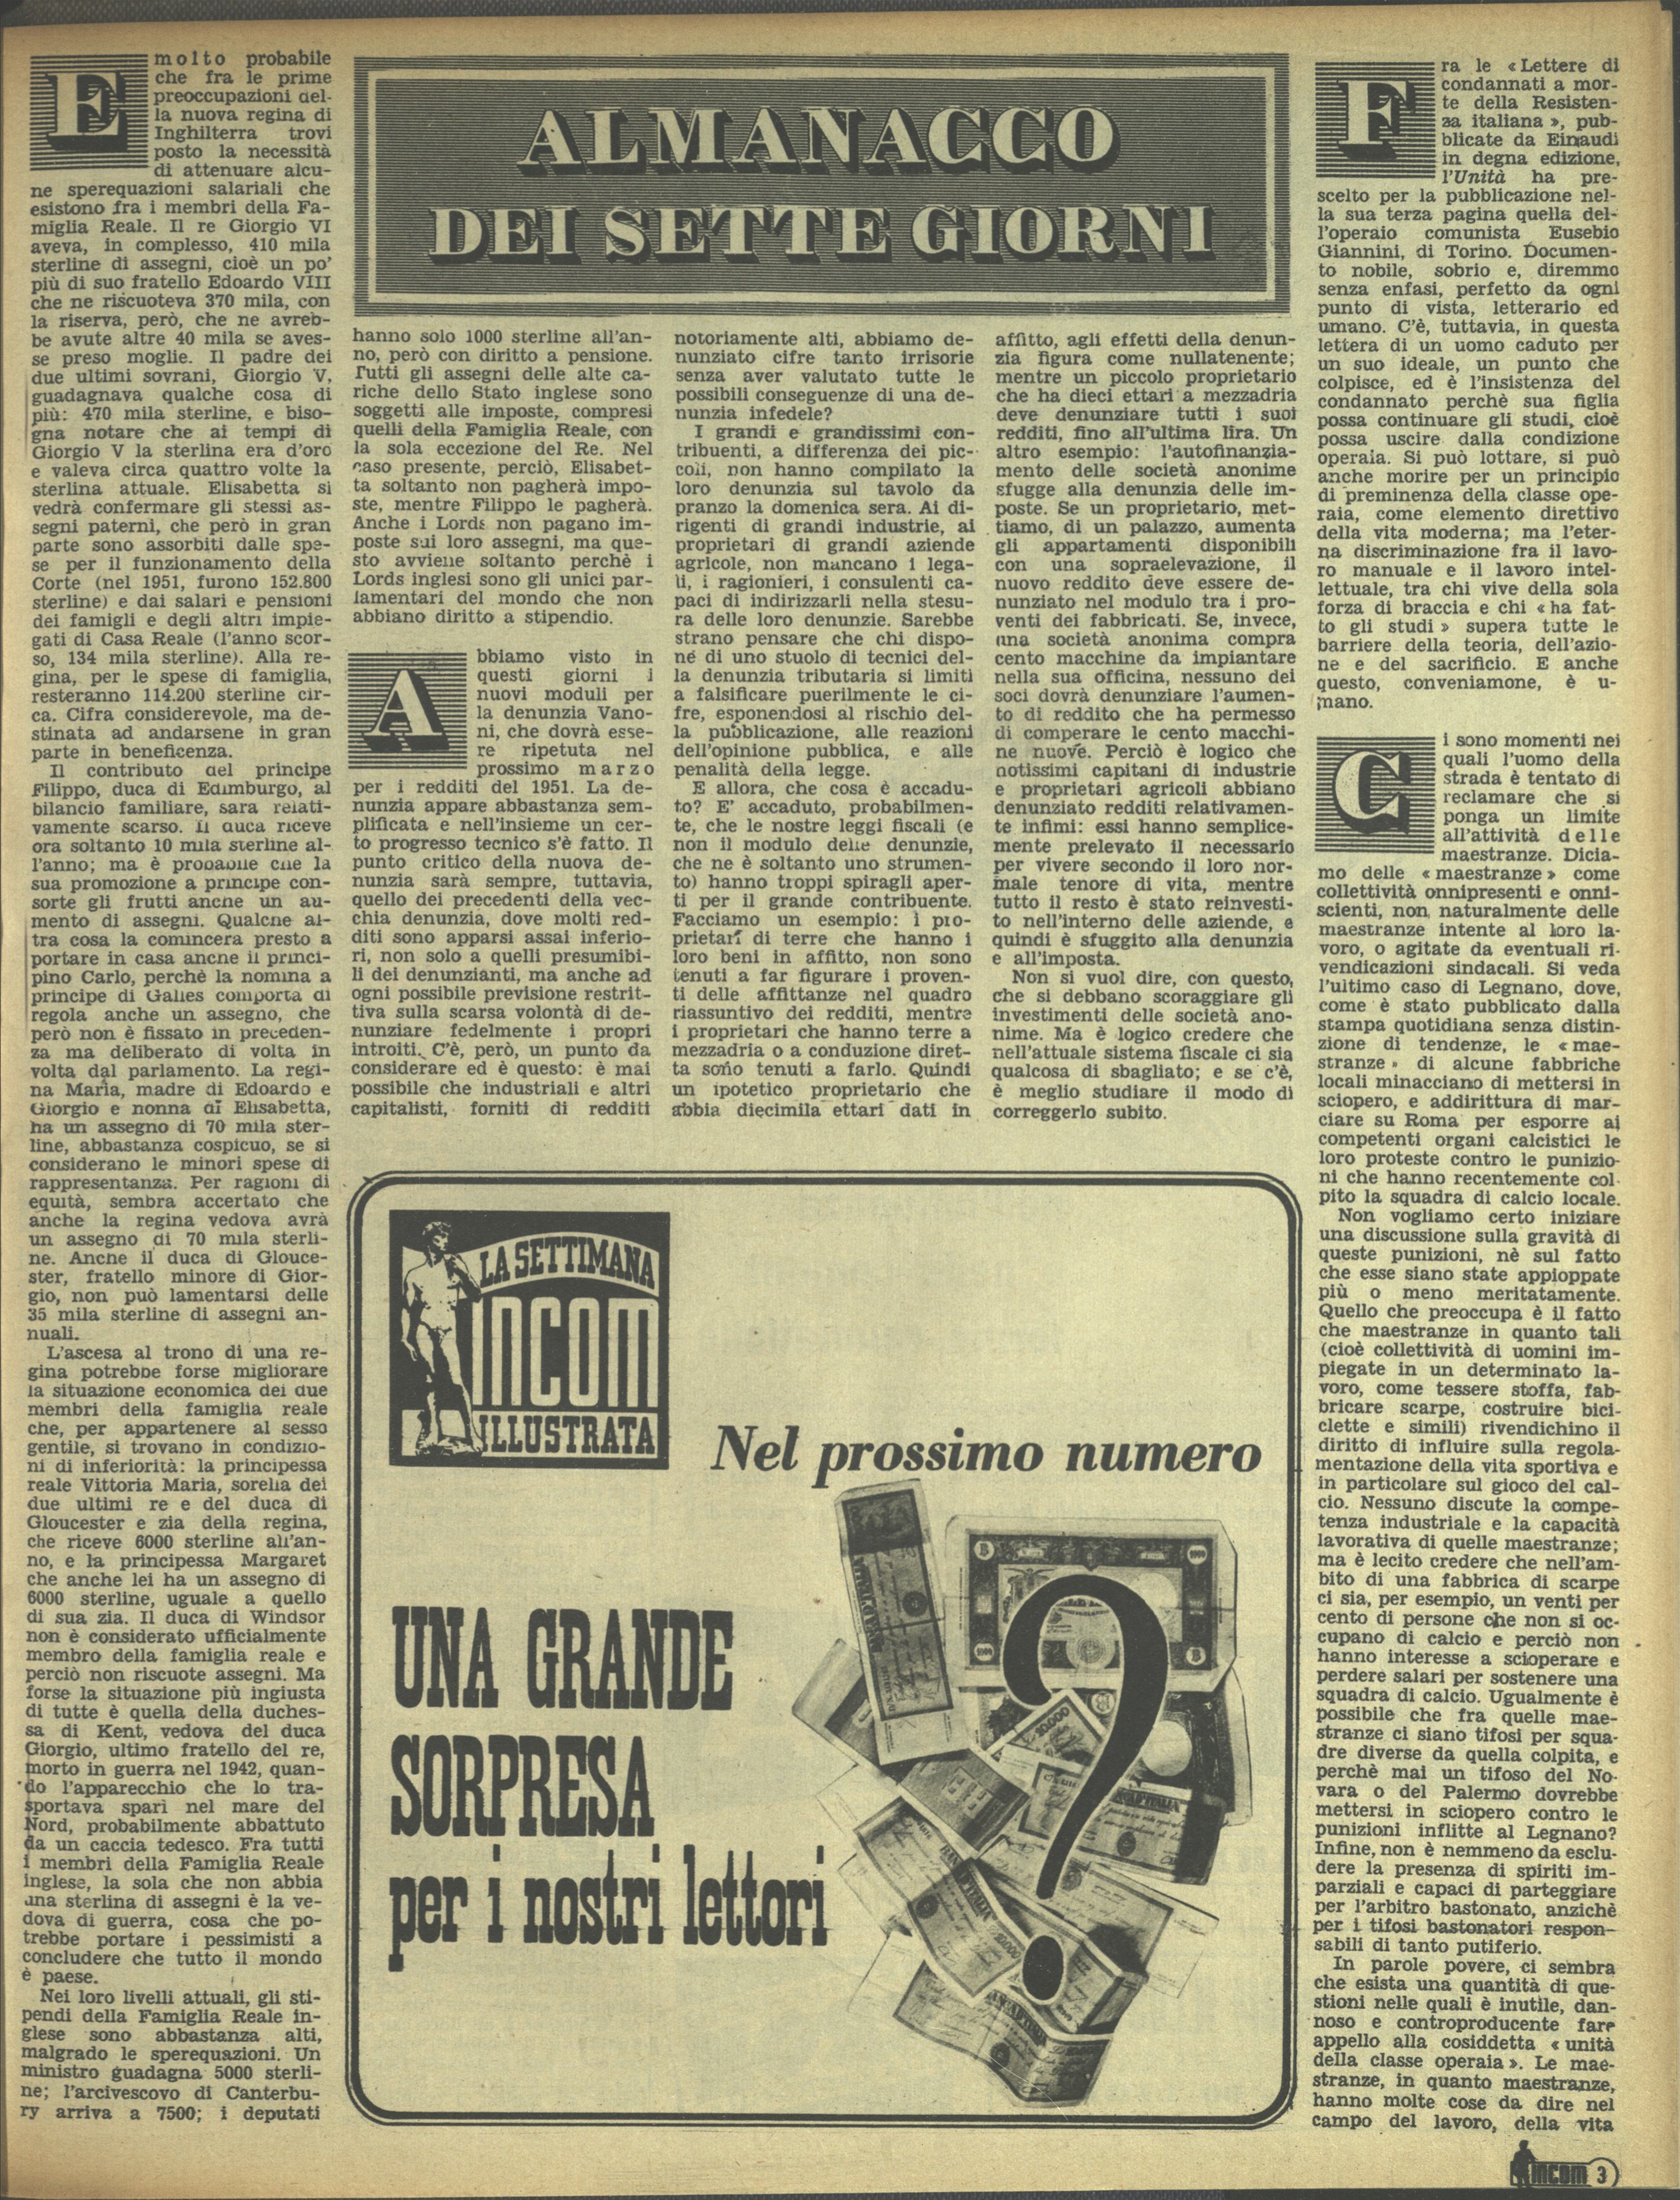 ALMANACCO
DEI SETTE GIORNI
E molto probabile
che fra le prime
preoccupazioni del-
la nuova regina di
Inghilterra trovi
posto la necessità
di attenuare alcu-
ne sperequazioni salariali che
esistono fra i membri della Fa-
miglia Reale. Il re Giorgio VI
aveva, in complesso, 410 mila
sterline di assegni, cioè un po'
più di suo fratello Edoardo VIII
che ne riscuoteva 370 mila, con
la riserva, però, che ne avreb-
be avute altre 40 mila se aves-
se preso moglie. Il padre dei
due ultimi sovrani, Giorgio V,
guadagnava qualche cosa di
più: 470 mila sterline, e biso-
gna notare che ai tempi di
Giorgio V la sterlina era d'oro
e valeva circa quattro volte la
sterlina attuale. Elisabetta si
vedrà confermare gli stessi as-
segni paterni, che però in gran
parte sono assorbiti dalle spe-
se per il funzionamento della
Corte (nel 1951, furono 152.800
sterline) e dai salari e pensioni
dei famigli e degli altri impie-
gati di Casa Reale (l'anno scor-
so, 134 mila sterline). Alla re-
gina, per le spese di famiglia,
resteranno 114.200 sterline cir-
ca. Cifra considerevole, ma de-
stinata ad andarsene in gran
parte in beneficenza.
Il contributo del principe
Filippo, duca di Edimburgo, al
bilancio familiare, sarà relati-
vamente scarso. Il duca riceve
ora soltanto 10 mila sterline al-
l'anno; ma è probabile che la
sua promozione a principe con-
sorte gli frutti anche un au-
mento di assegni. Qualche al-
tra cosa la comincerà presto a
portare in casa anche il princi-
pino Carlo, perchè la nomina a
principe di Galles comporta di
regola anche un assegno, che
però non è fissato in preceden-
za ma deliberato di volta in
volta dal parlamento. La regi-
na Maria, madre di Edoardo e
Giorgio e nonna di Elisabetta,
ha un assegno di 70 mila ster-
line, abbastanza cospicuo, se si
considerano le minori spese di
rappresentanza. Per ragioni di
equità, sembra accertato che
anche la regina vedova avrà
un assegno di 70 mila sterli-
ne. Anche il duca di Glouce-
ster, fratello minore di Gior-
gio, non può lamentarsi delle
35 mila sterline di assegni an-
nuali.
L'ascesa al trono di una re-
gina potrebbe forse migliorare
la situazione economica dei due
membri della famiglia reale
che, per appartenere al sesso
gentile, si trovano in condizio-
ni di inferiorità: la principessa
reale Vittoria Maria, sorella dei
due ultimi re e del duca di
Gloucester e zia della regina,
che riceve 6000 sterline all'an-
no, e la principessa Margaret
che anche lei ha un assegno di
6000 sterline, uguale a quello
di sua zia. Il duca di Windsor
non è considerato ufficialmente
membro della famiglia reale e
perciò non riscuote assegni. Ma
forse la situazione più ingiusta
di tutte è quella della duches-
sa di Kent, vedova del duca
Giorgio, ultimo fratello del re,
morto in guerra nel 1942, quan-
do l'apparecchio che lo tra-
sportava sparì nel mare del
Nord, probabilmente abbattuto
da un caccia tedesco. Fra tutti
i membri della Famiglia Reale
inglese, la sola che non abbia
una sterlina di assegni è la ve-
dova di guerra, cosa che po-
trebbe portare i pessimisti a
concludere che tutto il mondo
è paese.
Nei loro livelli attuali, gli sti-
pendi della Famiglia Reale in-
glese sono abbastanza alti,
malgrado le sperequazioni. Un
ministro guadagna 5000 sterli-
ne; l'arcivescovo di Canterbu-
ry arriva a 7500; i deputati
hanno solo 1000 sterline all'an-
no, però con diritto a pensione.
Tutti gli assegni delle alte ca-
riche dello Stato inglese sono
soggetti alle imposte, compresi
quelli della Famiglia Reale, con
la sola eccezione del Re. Nel
caso presente, perciò, Elisabet-
ta soltanto non pagherà impo-
ste, mentre Filippo le pagherà.
Anche i Lords non pagano im-
poste sui loro assegni, ma que-
sto avviene soltanto perchè i
Lords inglesi sono gli unici par-
lamentari del mondo che non
abbiano diritto a stipendio.
Abbiamo visto in
questi giorni i
nuovi moduli per
la denunzia Vano-
ni, che dovrà esse-
re ripetuta nel
prossimo marzo
per i redditi del 1951. La de-
nunzia appare abbastanza sem-
plificata e nell'insieme un cer-
to progresso tecnico s'è fatto. Il
punto critico della nuova de-
nunzia sarà sempre, tuttavia,
quello dei precedenti della vec-
chia denunzia, dove molti red-
diti sono apparsi assai inferio-
ri, non solo a quelli presumibi-
li dei denunzianti, ma anche ad
ogni possibile previsione restrit-
tiva sulla scarsa volontà di de-
nunziare fedelmente i propri
introiti. C'è, però, un punto da
considerare ed è questo: è mai
possibile che industriali e altri
capitalisti, forniti di redditi
notoriamente alti, abbiamo de-
nunziato cifre tanto irrisorie
senza aver valutato tutte le
possibili conseguenze di una de-
nunzia infedele?
I grandi e grandissimi con-
tribuenti, a differenza dei pic-
coli, non hanno compilato la
loro denunzia sul tavolo da
pranzo la domenica sera. Ai di-
rigenti di grandi industrie, ai
proprietari di grandi aziende
agricole, non mancano i lega-
li, i ragionieri, i consulenti ca-
paci di indirizzarli nella stesu-
ra delle loro denunzie. Sarebbe
strano pensare che chi dispo-
ne di uno stuolo di tecnici del-
la denunzia tributaria si limiti
a falsificare puerilmente le ci-
fre, esponendosi al rischio del-
la pubblicazione, alle reazioni
dell'opinione pubblica, e alle
penalità della legge.
E allora, che cosa è accadu-
to? E' accaduto, probabilmen-
te, che le nostre leggi fiscali (e
non il modulo delle denunzie,
che ne è soltanto uno strumen-
to) hanno troppi spiragli aper-
ti per il grande contribuente.
Facciamo un esempio: i pro-
prietari di terre che hanno i
loro beni in affitto, non sono
tenuti a far figurare i proven-
ti delle affittanze nel quadro
riassuntivo dei redditi, mentre
i proprietari che hanno terre a
mezzadria o a conduzione diret-
ta sono tenuti a farlo. Quindi
un ipotetico proprietario che
abbia diecimila ettari dati in
affitto, agli effetti della denun-
zia figura come nullatenente;
mentre un piccolo proprietario
che ha dieci ettari a mezzadria
deve denunziare tutti i suoi
redditi, fino all'ultima lira. Un
altro esempio: l'autofinanzia-
mento delle società anonime
sfugge alla denunzia delle im-
poste. Se un proprietario, met-
tiamo, di un palazzo, aumenta
gli appartamenti disponibili
con una sopraelevazione, il
nuovo reddito deve essere de-
nunziato nel modulo tra i pro-
venti dei fabbricati. Se, invece,
una società anonima compra
cento macchine da impiantare
nella sua officina, nessuno dei
soci dovrà denunziare l'aumen-
to di reddito che ha permesso
di comperare le cento macchi-
ne nuove. Perciò è logico che
notissimi capitani di industrie
e proprietari agricoli abbiano
denunziato redditi relativamen-
te infimi: essi hanno semplice-
mente prelevato il necessario
per vivere secondo il loro nor-
male tenore di vita, mentre
tutto il resto è stato reinvesti-
to nell'interno delle aziende, e
quindi è sfuggito alla denunzia
e all'imposta.
Non si vuol dire, con questo,
che si debbano scoraggiare gli
investimenti delle società ano-
nime. Ma è logico credere che
nell'attuale sistema fiscale ci sia
qualcosa di sbagliato; e se c'è,
è meglio studiare il modo di
correggerlo subito.
Fra le « Lettere di
condannati a mor-
te della Resisten-
za italiana », pub-
blicate da Einaudi
in degna edizione,
l'Unità ha pre-
scelto per la pubblicazione nel-
la sua terza pagina quella del-
l'operaio comunista Eusebio
Giannini, di Torino. Documen-
to nobile, sobrio e, diremmo
senza enfasi, perfetto da ogni
punto di vista, letterario ed
umano. C'è, tuttavia, in questa
lettera di un uomo caduto per
un suo ideale, un punto che
colpisce, ed è l'insistenza del
condannato perchè sua figlia
possa continuare gli studi, cioè
possa uscire dalla condizione
operaia. Si può lottare, si può
anche morire per un principio
di preminenza della classe ope-
raia, come elemento direttivo
della vita moderna; ma l'eter-
na discriminazione fra il lavo-
ro manuale e il lavoro intel-
lettuale, tra chi vive della sola
forza di braccia e chi « ha fat-
to gli studi » supera tutte le
barriere della teoria, dell'azio-
ne e del sacrificio. E anche
questo, conveniamone, è u-
mano.
Ci sono momenti nei
quali l'uomo della
strada è tentato di
reclamare che si
ponga un limite
all'attività delle
maestranze. Dicia-
mo delle « maestranze » come
collettività onnipresenti e onni-
scienti, non naturalmente delle
maestranze intente al loro la-
voro, o agitate da eventuali ri-
vendicazioni sindacali. Si veda
l'ultimo caso di Legnano, dove,
come è stato pubblicato dalla
stampa quotidiana senza distin-
zione di tendenze, le « mae-
stranze » di alcune fabbriche
locali minacciano di mettersi in
sciopero, e addirittura di mar-
ciare su Roma per esporre ai
competenti organi calcistici le
loro proteste contro le punizio-
ni che hanno recentemente col-
pito la squadra di calcio locale.
Non vogliamo certo iniziare
una discussione sulla gravità di
queste punizioni, nè sul fatto
che esse siano state appioppate
più o meno meritatamente.
Quello che preoccupa è il fatto
che maestranze in quanto tali
(cioè collettività di uomini im-
piegate in un determinato la-
voro, come tessere stoffa, fab-
bricare scarpe, costruire bici-
clette e simili) rivendichino il
diritto di influire sulla regola-
mentazione della vita sportiva e
in particolare sul gioco del cal-
cio. Nessuno discute la compe-
tenza industriale e la capacità
lavorativa di quelle maestranze;
ma è lecito credere che nell'am-
bito di una fabbrica di scarpe
ci sia, per esempio, un venti per
cento di persone che non si oc-
cupano di calcio e perciò non
hanno interesse a scioperare e
perdere salari per sostenere una
squadra di calcio. Ugualmente è
possibile che fra quelle mae-
stranze ci siano tifosi per squa-
dre diverse da quella colpita, e
perchè mai un tifoso del No-
vara o del Palermo dovrebbe
mettersi in sciopero contro le
punizioni inflitte al Legnano?
Infine, non è nemmeno da esclu-
dere la presenza di spiriti im-
parziali e capaci di parteggiare
per l'arbitro bastonato, anzichè
per i tifosi bastonatori respon-
sabili di tanto putiferio.
In parole povere, ci sembra
che esista una quantità di que-
stioni nelle quali è inutile, dan-
noso e controproducente fare
appello alla cosiddetta « unità
della classe operaia ». Le mae-
stranze, in quanto maestranze,
hanno molte cose da dire nel
campo del lavoro, della vita
LA SETTIMANA
INCOM
ILLUSTRATA
Nel prossimo numero
UNA GRANDE
SORPRESA
per i nostri lettori
?
INCOM 3